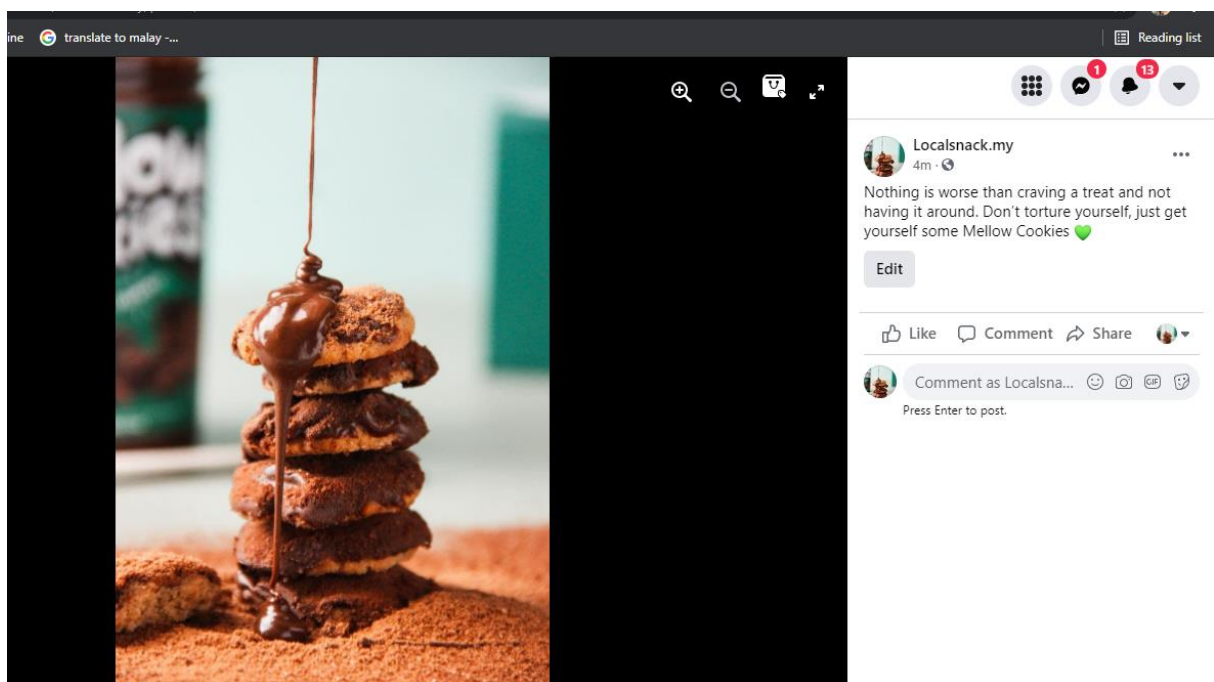 ine translate to malay -...
Reading list
1 13
Localsnack.my
4m ·
Nothing is worse than craving a treat and not
having it around. Don't torture yourself, just get
yourself some Mellow Cookies 💚
Edit
Like Comment Share
Comment as Localsna... GIF
Press Enter to post.